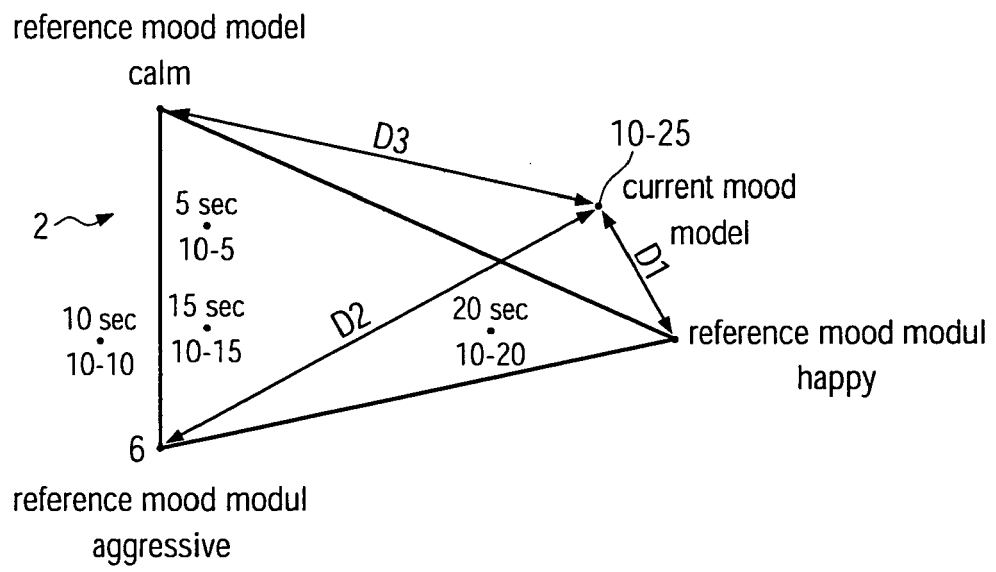 reference mood model
calm
D3
10-25
current mood
model
2
5 sec
10-5
D1
10 sec
10-10
15 sec
10-15
D2
20 sec
10-20
reference mood modul
happy
6
reference mood modul
aggressive